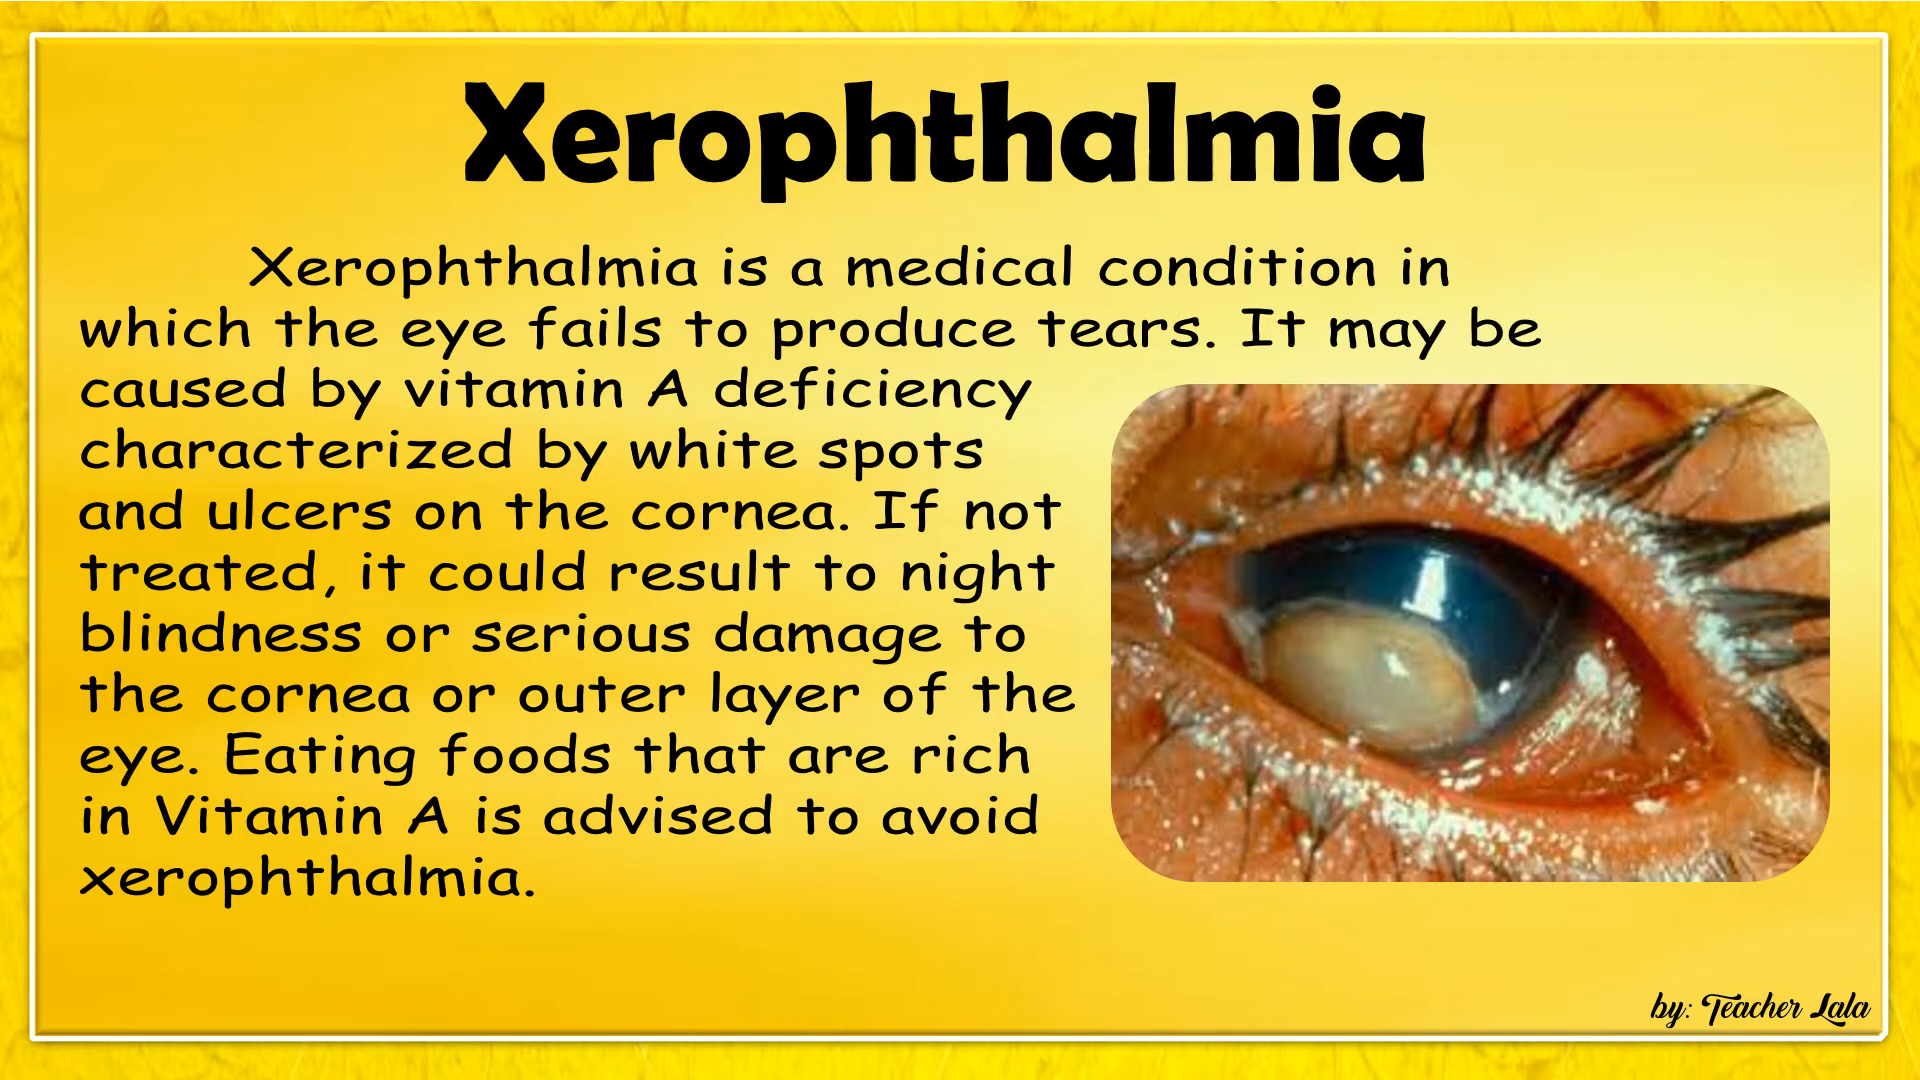 Xerophthalmia
Xerophthalmia is a medical condition in
which the eye fails to produce tears. It may be
caused by vitamin A deficiency
characterized by white spots
and ulcers on the cornea. If not
treated, it could result to night
blindness or serious damage to
the cornea or outer layer of the
eye. Eating foods that are rich
in Vitamin A is advised to avoid
xerophthalmia.
by: Teacher Lala